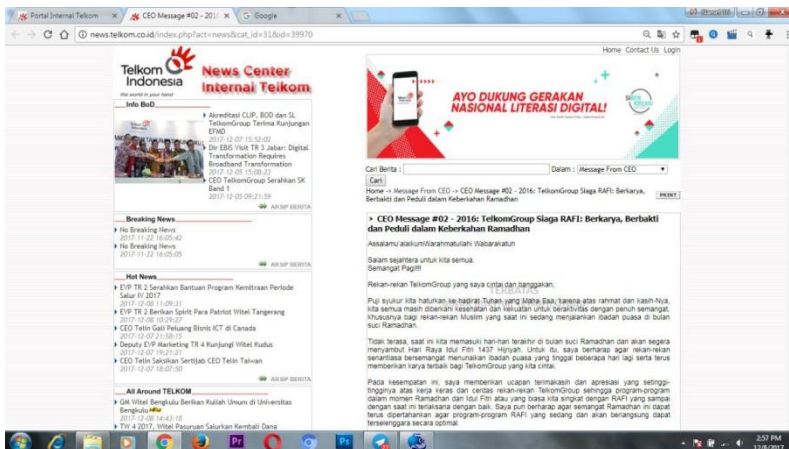 Portal Internal Telkom
CEO Message #02 - 201
Google
news.telkom.co.id/index.php?act=news&cat_id=31&id=39970
Home Contact Us Login
Telkom
Indonesia
the world in your hand
News Center
Internal Telkom
AYO DUKUNG GERAKAN
NASIONAL LITERASI DIGITAL!
SiBER
KREASI
Info BoD
Akreditasi CLIP, BOD dan SL
TelkomGroup Terima Kunjungan
EFMD
2017-12-07 15:52:02
Dir EBIS Visit TR 3 Jabar: Digital
Transformation Requires
Broadband Transformation
2017-12-05 15:08:23
CEO TelkomGroup Serahkan SK
Band 1
2017-12-05 09:21:59
ARSIP BERITA
Breaking News
No Breaking News
2017-11-22 16:05:42
No Breaking News
2017-11-22 16:05:05
ARSIP BERITA
Hot News
EVP TR 2 Serahkan Bantuan Program Kemitraan Periode
Salur IV 2017
2017-12-08 11:09:31
EVP TR 2 Berikan Spirit Para Patriot Witel Tangerang
2017-12-08 10:29:27
CEO Telin Gali Peluang Bisnis ICT di Canada
2017-12-07 21:58:15
Deputy EVP Marketing TR 4 Kunjungi Witel Kudus
2017-12-07 19:21:21
CEO Telin Saksikan Sertijab CEO Telin Taiwan
2017-12-07 18:07:50
ARSIP BERITA
All Around TELKOM
GM Witel Bengkulu Berikan Kuliah Umum di Universitas
Bengkulu
2017-12-08 14:43:18
TW 4 2017, Witel Pasuruan Salurkan Kembali Dana
Cari Berita : Dalam : Message From CEO
Cari
Home -> Message From CEO -> CEO Message #02 - 2016: TelkomGroup Siaga RAFI: Berkarya,
Berbakti dan Peduli dalam Keberkahan Ramadhan
PRINT
CEO Message #02 - 2016: TelkomGroup Siaga RAFI: Berkarya, Berbakti
dan Peduli dalam Keberkahan Ramadhan
Assalamu'alaikumWarahmatullahi Wabarakatuh
Salam sejahtera untuk kita semua.
Semangat Pagi!!!
Rekan-rekan TelkomGroup yang saya cintai dan banggakan,
TERBATAS
Puji syukur kita haturkan ke hadirat Tuhan yang Maha Esa, karena atas rahmat dan kasih-Nya,
kita semua masih diberikan kesehatan dan kekuatan untuk beraktivitas dengan penuh semangat,
khususnya bagi rekan-rekan Muslim yang saat ini sedang menjalankan ibadah puasa di bulan
suci Ramadhan.
Tidak terasa, saat ini kita memasuki hari-hari terakhir di bulan suci Ramadhan dan akan segera
menyambut Hari Raya Idul Fitri 1437 Hijriyah. Untuk itu, saya berharap agar rekan-rekan
senantiasa bersemangat menunaikan ibadah puasa yang tinggal beberapa hari lagi serta terus
memberikan karya terbaik bagi TelkomGroup yang kita cintai.
Pada kesempatan ini, saya memberikan ucapan terimakasih dan apresiasi yang setinggi-
tingginya atas kerja keras dan cerdas rekan-rekan TelkomGroup sehingga program-program
dalam momen Ramadhan dan Idul Fitri atau yang biasa kita singkat dengan RAFI yang sampai
dengan saat ini terlaksana dengan baik. Saya pun berharap agar semangat Ramadhan ini dapat
terus dipertahankan agar program-program RAFI yang sedang dan akan berlangsung dapat
terselenggara secara optimal.
Pr
Ps
2:57 PM
12/8/2017